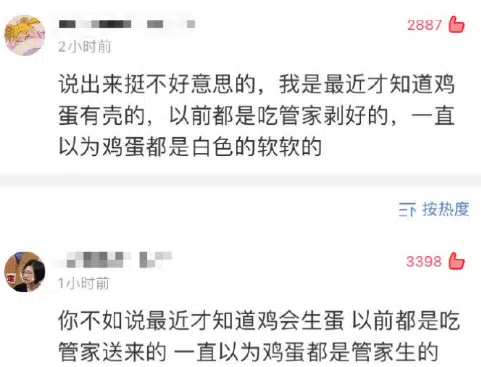 2887
2小时前
说出来挺不好意思的，我是最近才知道鸡
蛋有壳的，以前都是吃管家剥好的，一直
以为鸡蛋都是白色的软软的
按热度
3398
1小时前
你不如说最近才知道鸡会生蛋 以前都是吃
管家送来的 一直以为鸡蛋都是管家生的